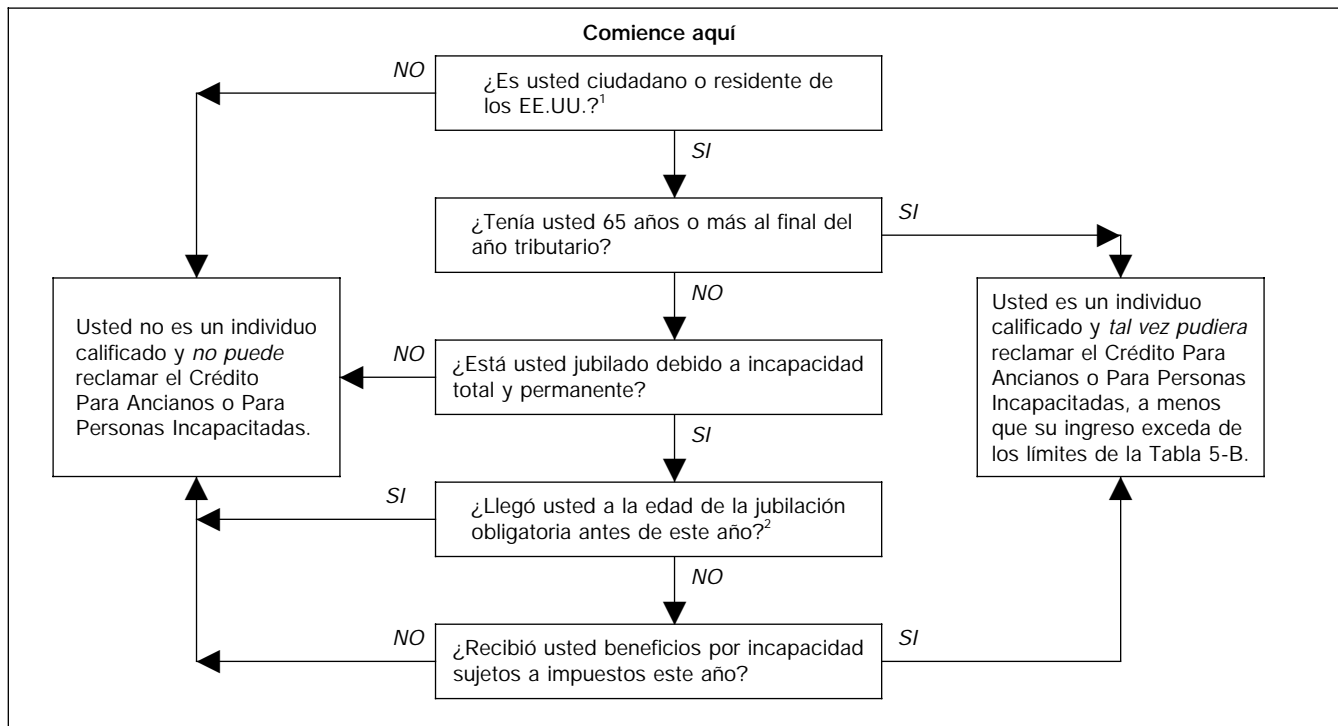 Comience aquí
NO
¿Es usted ciudadano o residente de
los EE.UU.?¹
SI
¿Tenía usted 65 años o más al final del
año tributario?
SI
NO
Usted no es un individuo
calificado y no puede
reclamar el Crédito
Para Ancianos o Para
Personas Incapacitadas.
NO
¿Está usted jubilado debido a incapacidad
total y permanente?
Usted es un individuo
calificado y tal vez pudiera
reclamar el Crédito Para
Ancianos o Para Personas
Incapacitadas, a menos
que su ingreso exceda de
los límites de la Tabla 5-B.
SI
SI
¿Llegó usted a la edad de la jubilación
obligatoria antes de este año?²
NO
NO
¿Recibió usted beneficios por incapacidad
sujetos a impuestos este año?
SI